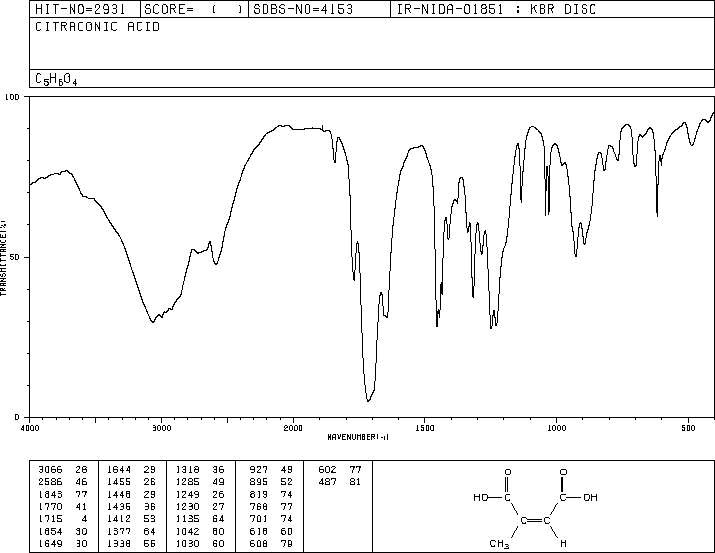 HIT-NO=2931 SCORE= ( ) SDBS-NO=4153 IR-NIDA-01851 : KBR DISC
CITRACONIC ACID
C5H6O4
100
50
0
TRANSMITTANCE(%)
4000 3000 2000 1500 1000 500
WAVENUMBER(-1)
3066 28 1644 29 1318 36 927 49 602 77
2586 46 1455 26 1285 49 895 52 487 81
1843 77 1448 29 1249 26 819 74
1770 41 1436 36 1230 27 768 77
1715 4 1412 53 1135 64 701 74
1654 30 1377 64 1042 60 618 60
1649 30 1338 55 1030 60 608 79
O O
HO C C OH
C C
CH3 H